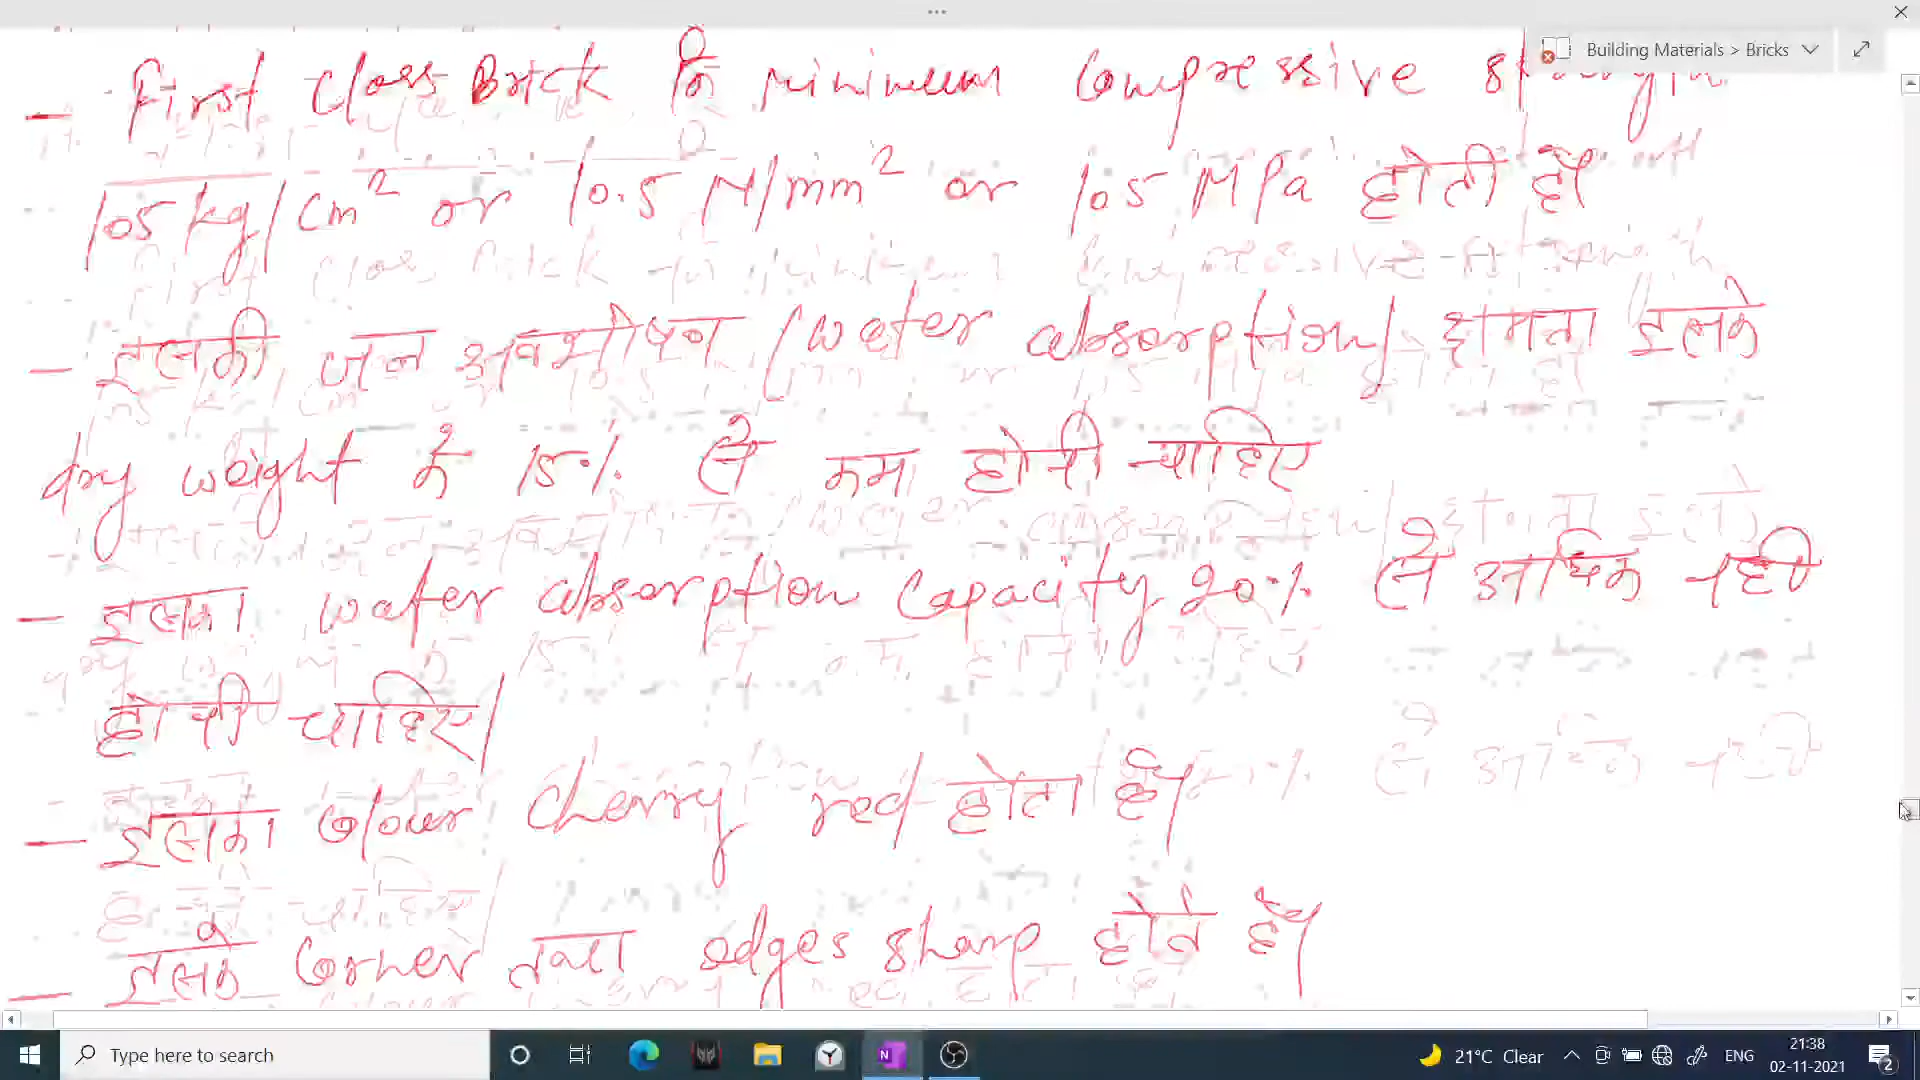 Building Materials > Bricks
- First Class Brick की minimum Compressive
105 kg/cm² or 10.5 N/mm² or 105 MPa होती है
- इसकी जल अवशोषण (water absorption) क्षमता इसके
dry weight के 15% से कम होनी चाहिए
- इसका water absorption capacity 20% से अधिक नही
होनी चाहिए|
- इसका colour cherry red होता है|
- इसके corner तथा edges sharp होते हैं|
Type here to search
21°C Clear
ENG
21:38
02-11-2021
2